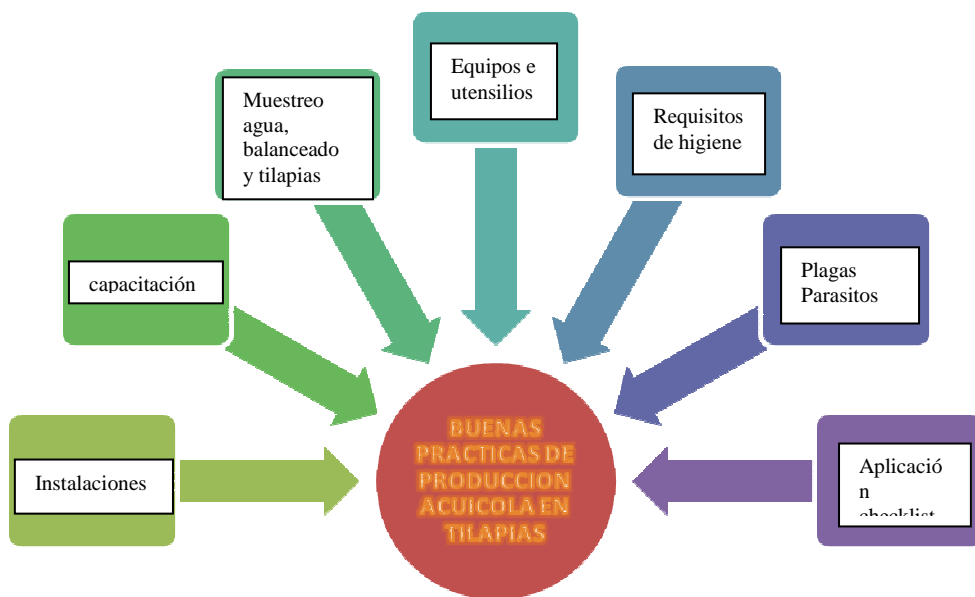 Instalaciones
capacitación
Muestreo
agua,
balanceado
y tilapias
Equipos e
utensilios
Requisitos
de higiene
Plagas
Parasitos
Aplicació
n
checklist
BUENAS
PRACTICAS DE
PRODUCCION
ACUICOLA EN
TILAPIAS